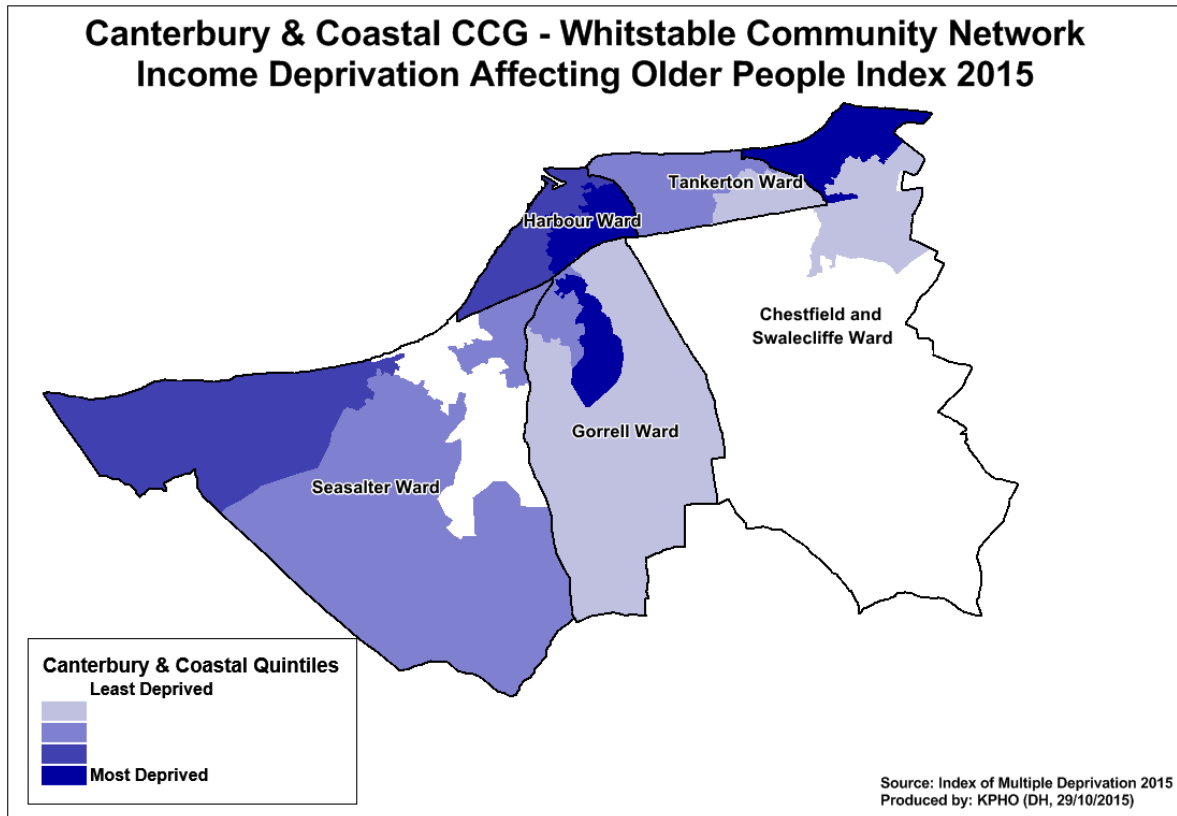 Canterbury & Coastal CCG - Whitstable Community Network
Income Deprivation Affecting Older People Index 2015
Tankerton Ward
Harbour Ward
Chestfield and
Swalecliffe Ward
Gorrell Ward
Seasalter Ward
Canterbury & Coastal Quintiles
Least Deprived
Most Deprived
Source: Index of Multiple Deprivation 2015
Produced by: KPHO (DH, 29/10/2015)